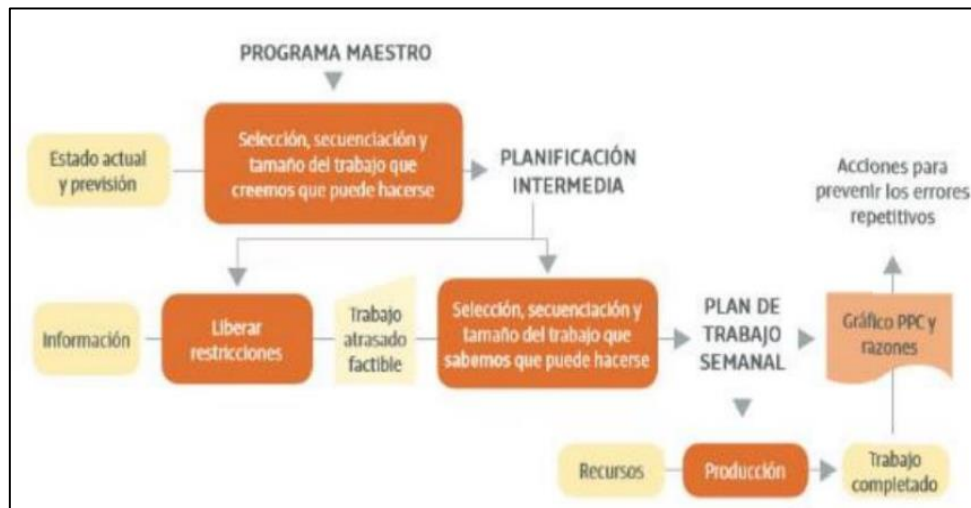 PROGRAMA MAESTRO
Estado actual
y previsión
Selección, secuenciación y
tamaño del trabajo que
creemos que puede hacerse
PLANIFICACIÓN
INTERMEDIA
Acciones para
prevenir los errores
repetitivos
Información
Liberar
restricciones
Trabajo
atrasado
factible
Selección, secuenciación y
tamaño del trabajo que
sabemos que puede hacerse
PLAN DE
TRABAJO
SEMANAL
Gráfico PPC y
razones
Recursos
Producción
Trabajo
completado